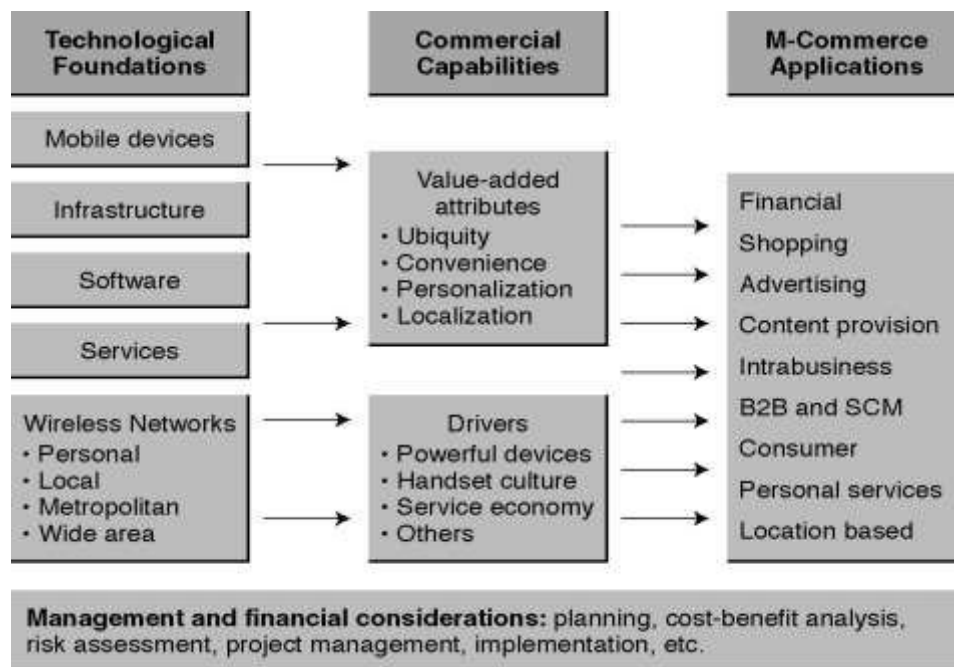 Technological
Foundations
Mobile devices
Infrastructure
Software
Services
Wireless Networks
• Personal
• Local
• Metropolitan
• Wide area
Commercial
Capabilities
Value-added
attributes
• Ubiquity
• Convenience
• Personalization
• Localization
Drivers
• Powerful devices
• Handset culture
• Service economy
• Others
M-Commerce
Applications
Financial
Shopping
Advertising
Content provision
Intrabusiness
B2B and SCM
Consumer
Personal services
Location based
Management and financial considerations: planning, cost-benefit analysis,
risk assessment, project management, implementation, etc.